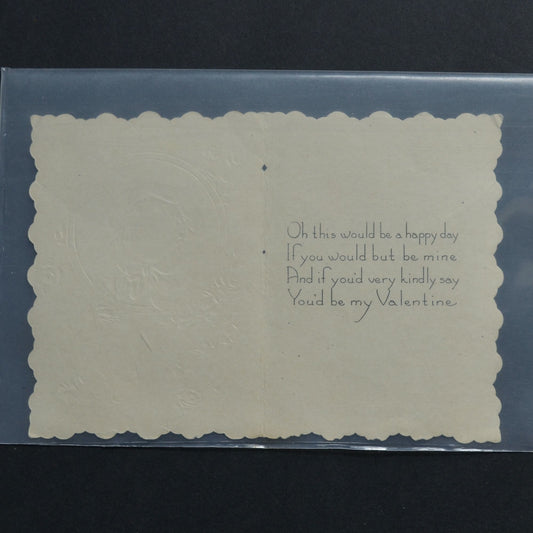 Oh this would be a happy day
If you would but be mine
And if you'd very kindly say
You'd be my Valentine